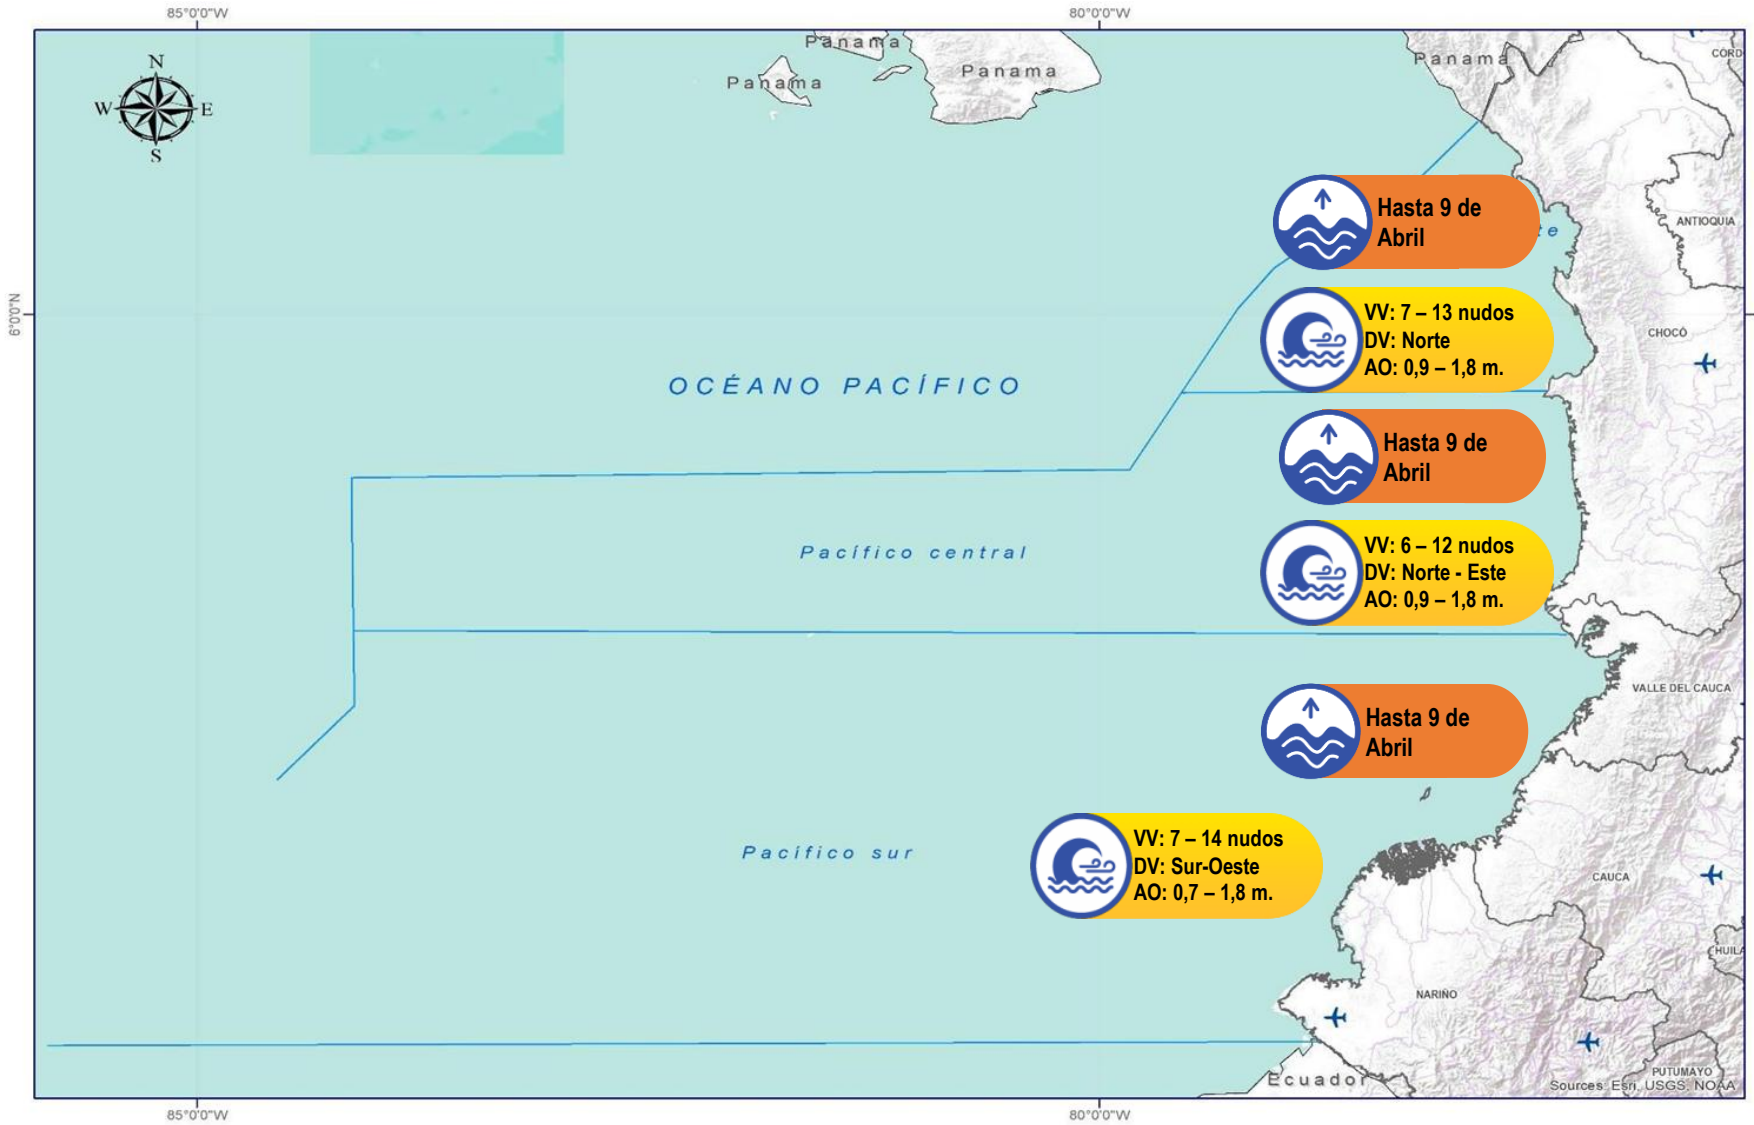 85°0'0"W
80°0'0"W
N
W
E
S
Panama
Panama
Panama
Panama
CÓRD
Hasta 9 de
Abril
te
ANTIOQUIA
6°0'0"N
VV: 7 – 13 nudos
DV: Norte
AO: 0,9 – 1,8 m.
CHOCÓ
OCÉANO PACÍFICO
Hasta 9 de
Abril
Pacífico central
VV: 6 – 12 nudos
DV: Norte - Este
AO: 0,9 – 1,8 m.
VALLE DEL CAUCA
Hasta 9 de
Abril
Pacífico sur
VV: 7 – 14 nudos
DV: Sur-Oeste
AO: 0,7 – 1,8 m.
CAUCA
HUILA
NARIÑO
Ecuador
PUTUMAYO
Sources: Esri, USGS, NOAA
85°0'0"W
80°0'0"W